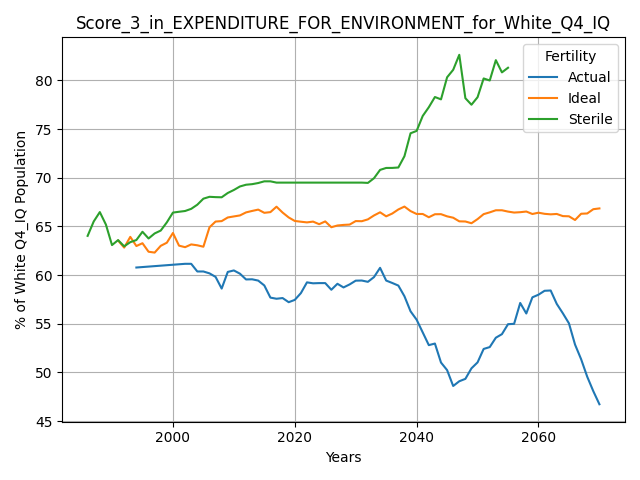 Score_3_in_EXPENDITURE_FOR_ENVIRONMENT_for_White_Q4_IQ
Fertility
Actual
Ideal
Sterile
% of White Q4_IQ Population
80
75
70
65
60
55
50
45
2000
2020
2040
2060
Years